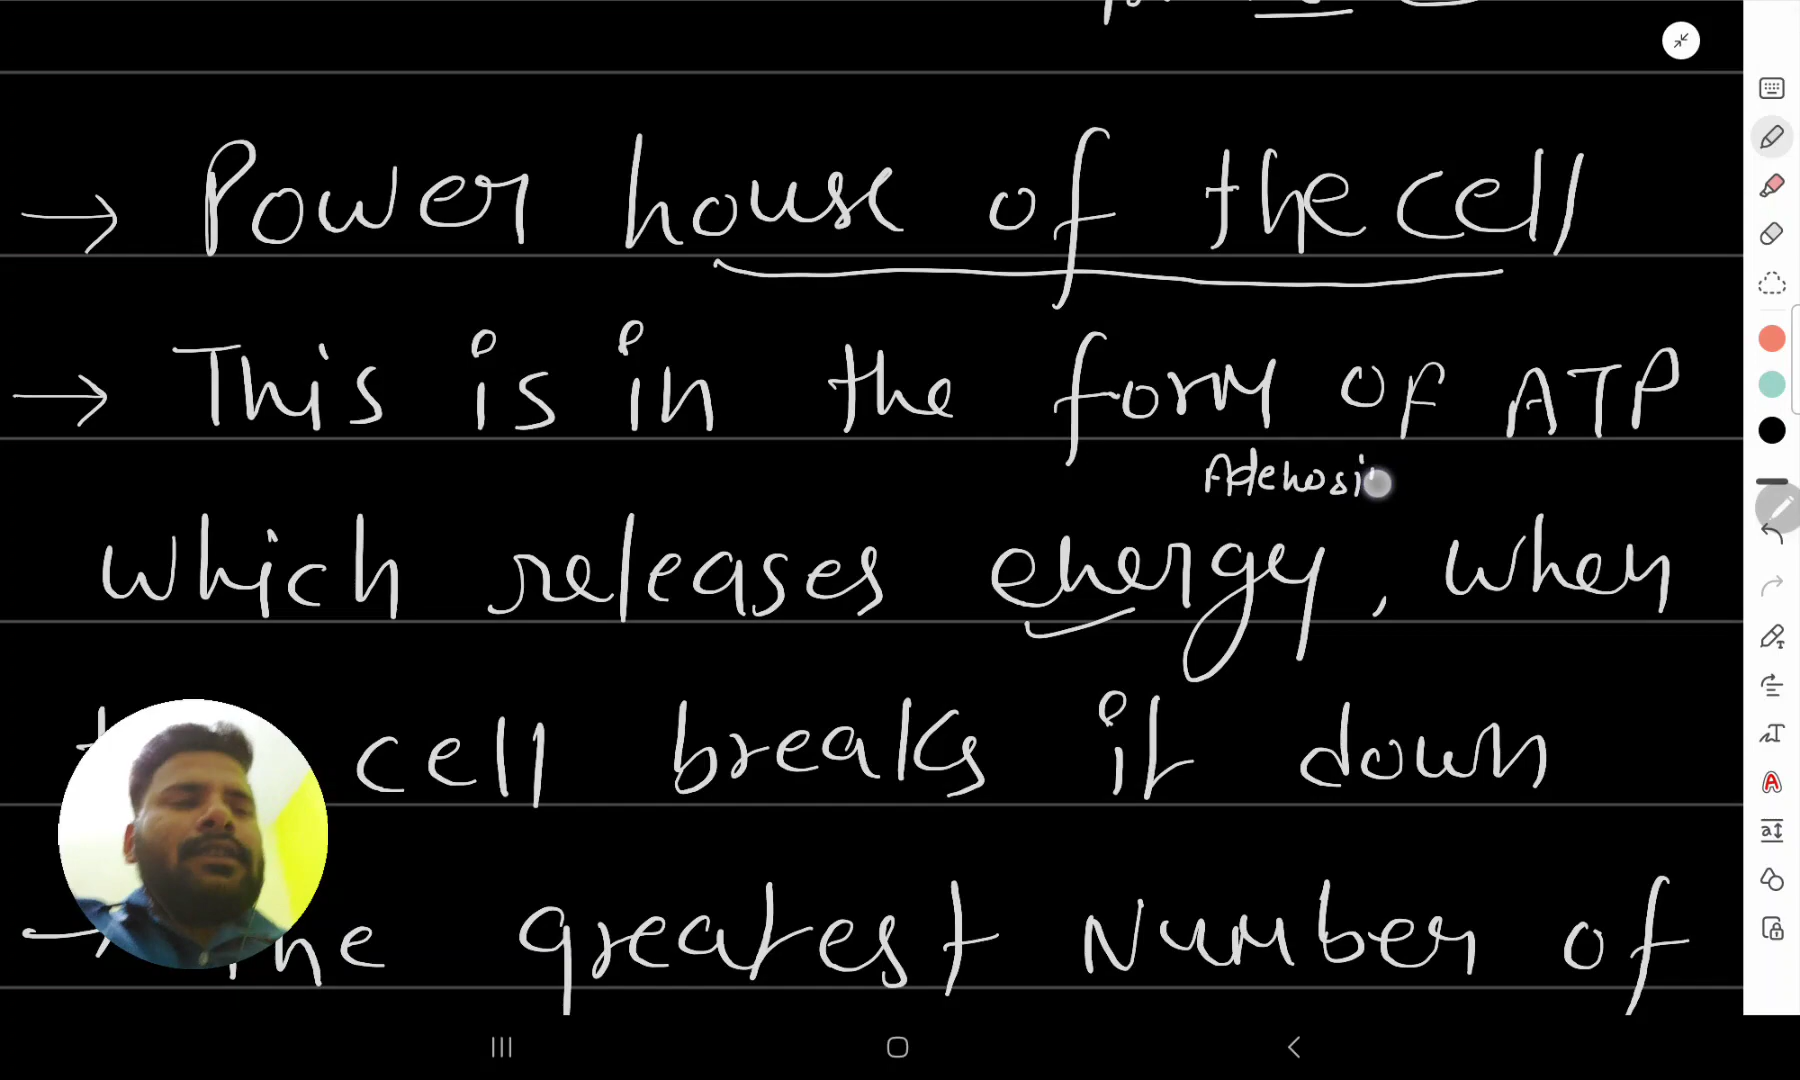 → Power house of the cell
→ This is in the form of ATP
Adenosi
which releases energy, when
cell breaks it down
→ The greatest Number of